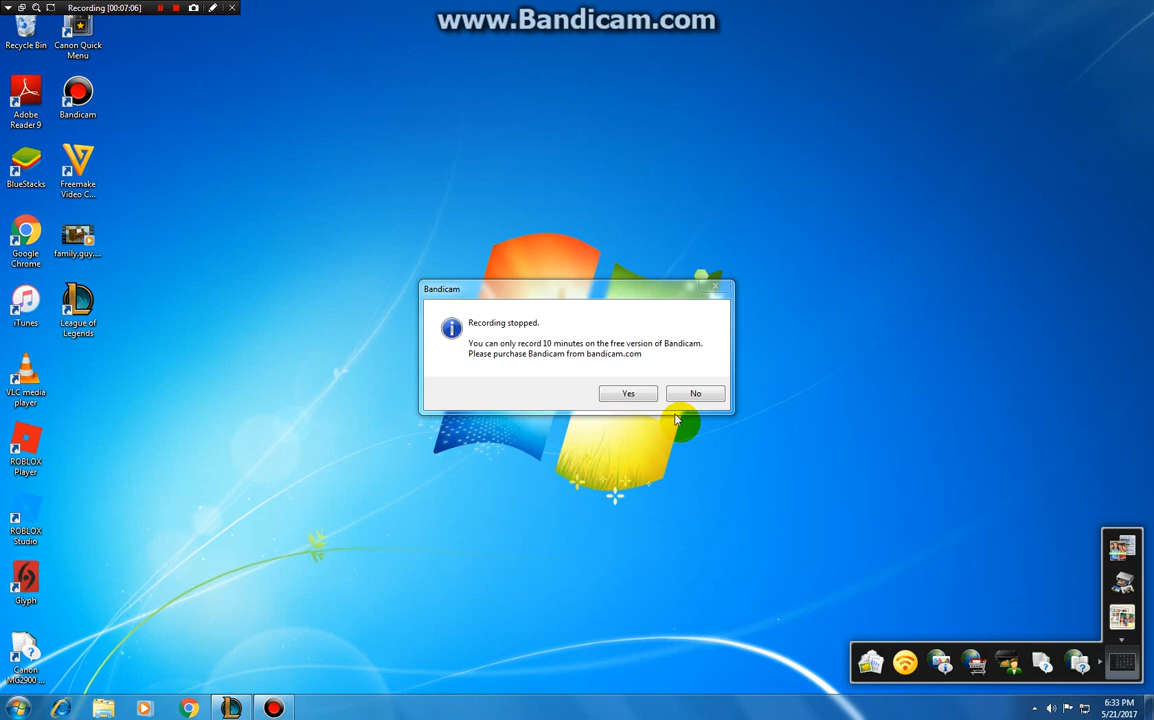 Recording [00:07:06]
www.Bandicam.com
Recycle Bin
Canon Quick
Menu
Adobe
Reader 9
Bandicam
BlueStacks
Freemake
Video C...
Google
Chrome
family.guy....
iTunes
League of
Legends
VLC media
player
ROBLOX
Player
ROBLOX
Studio
Glyph
Canon
MG2900 ...
Bandicam
Recording stopped.
You can only record 10 minutes on the free version of Bandicam.
Please purchase Bandicam from bandicam.com
Yes
No
6:33 PM
5/21/2017